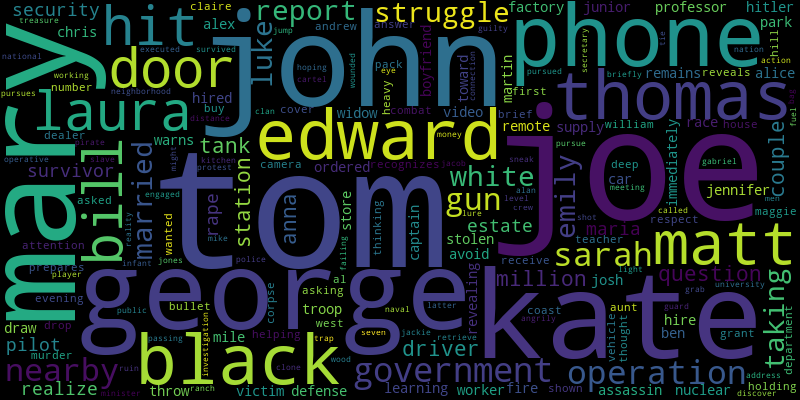 security
claire
alex
report
andrew
struggle
factory
junior
professor
hitler
treasure
chris
hit
luke
jump
guilty
phone
park
national
executed
survived
john
boyfriend
pack
toward
connection
wounded
hoping
cartel
eye
pursued
secretary
tie
nation
action
hill
working
pursues
number
door
neighborhood
hired
buy
distance
clan
cover
heavy
combat
martin
first
briefly
remains
reveals
alice
mary
laura
dealer
pirate
slave
operative
warns
widow
video
brief
remote
supply
william
thomas
race
house
fuel
survivor
bill
married
tank
kitchen
protest
camera
ordered
edward
money
recognizes
jacob
sneak
pursue
joe
deep
car
meeting
immediately
gabriel
couple
jennifer
men
asked
might
engaged
reality
infant
mike
jones
wanted
rape
station
police
tom
anna
store
thinking
captain
white
gun
lure
level
crew
alan
estate
stolen
avoid
emily
maria
shot
teacher
called
respect
maggie
attention
prepares
player
evening
public
george
bullet
corpse
al
asking
failing
troop
west
naval
latter
revealing
receive
sarah
matt
million
josh
light
question
grab
university
taking
draw
drop
pilot
murder
passing
investigation
mile
helping
trap
seven
jackie
retrieve
driver
coast
aunt
vehicle
thought
kate
angrily
guard
hire
ben
grant
department
nearby
ruin
realize
minister
black
throw
ranch
victim
clone
defense
wood
government
learning
worker
fire
shown
operation
assassin
nuclear
address
holding
discover